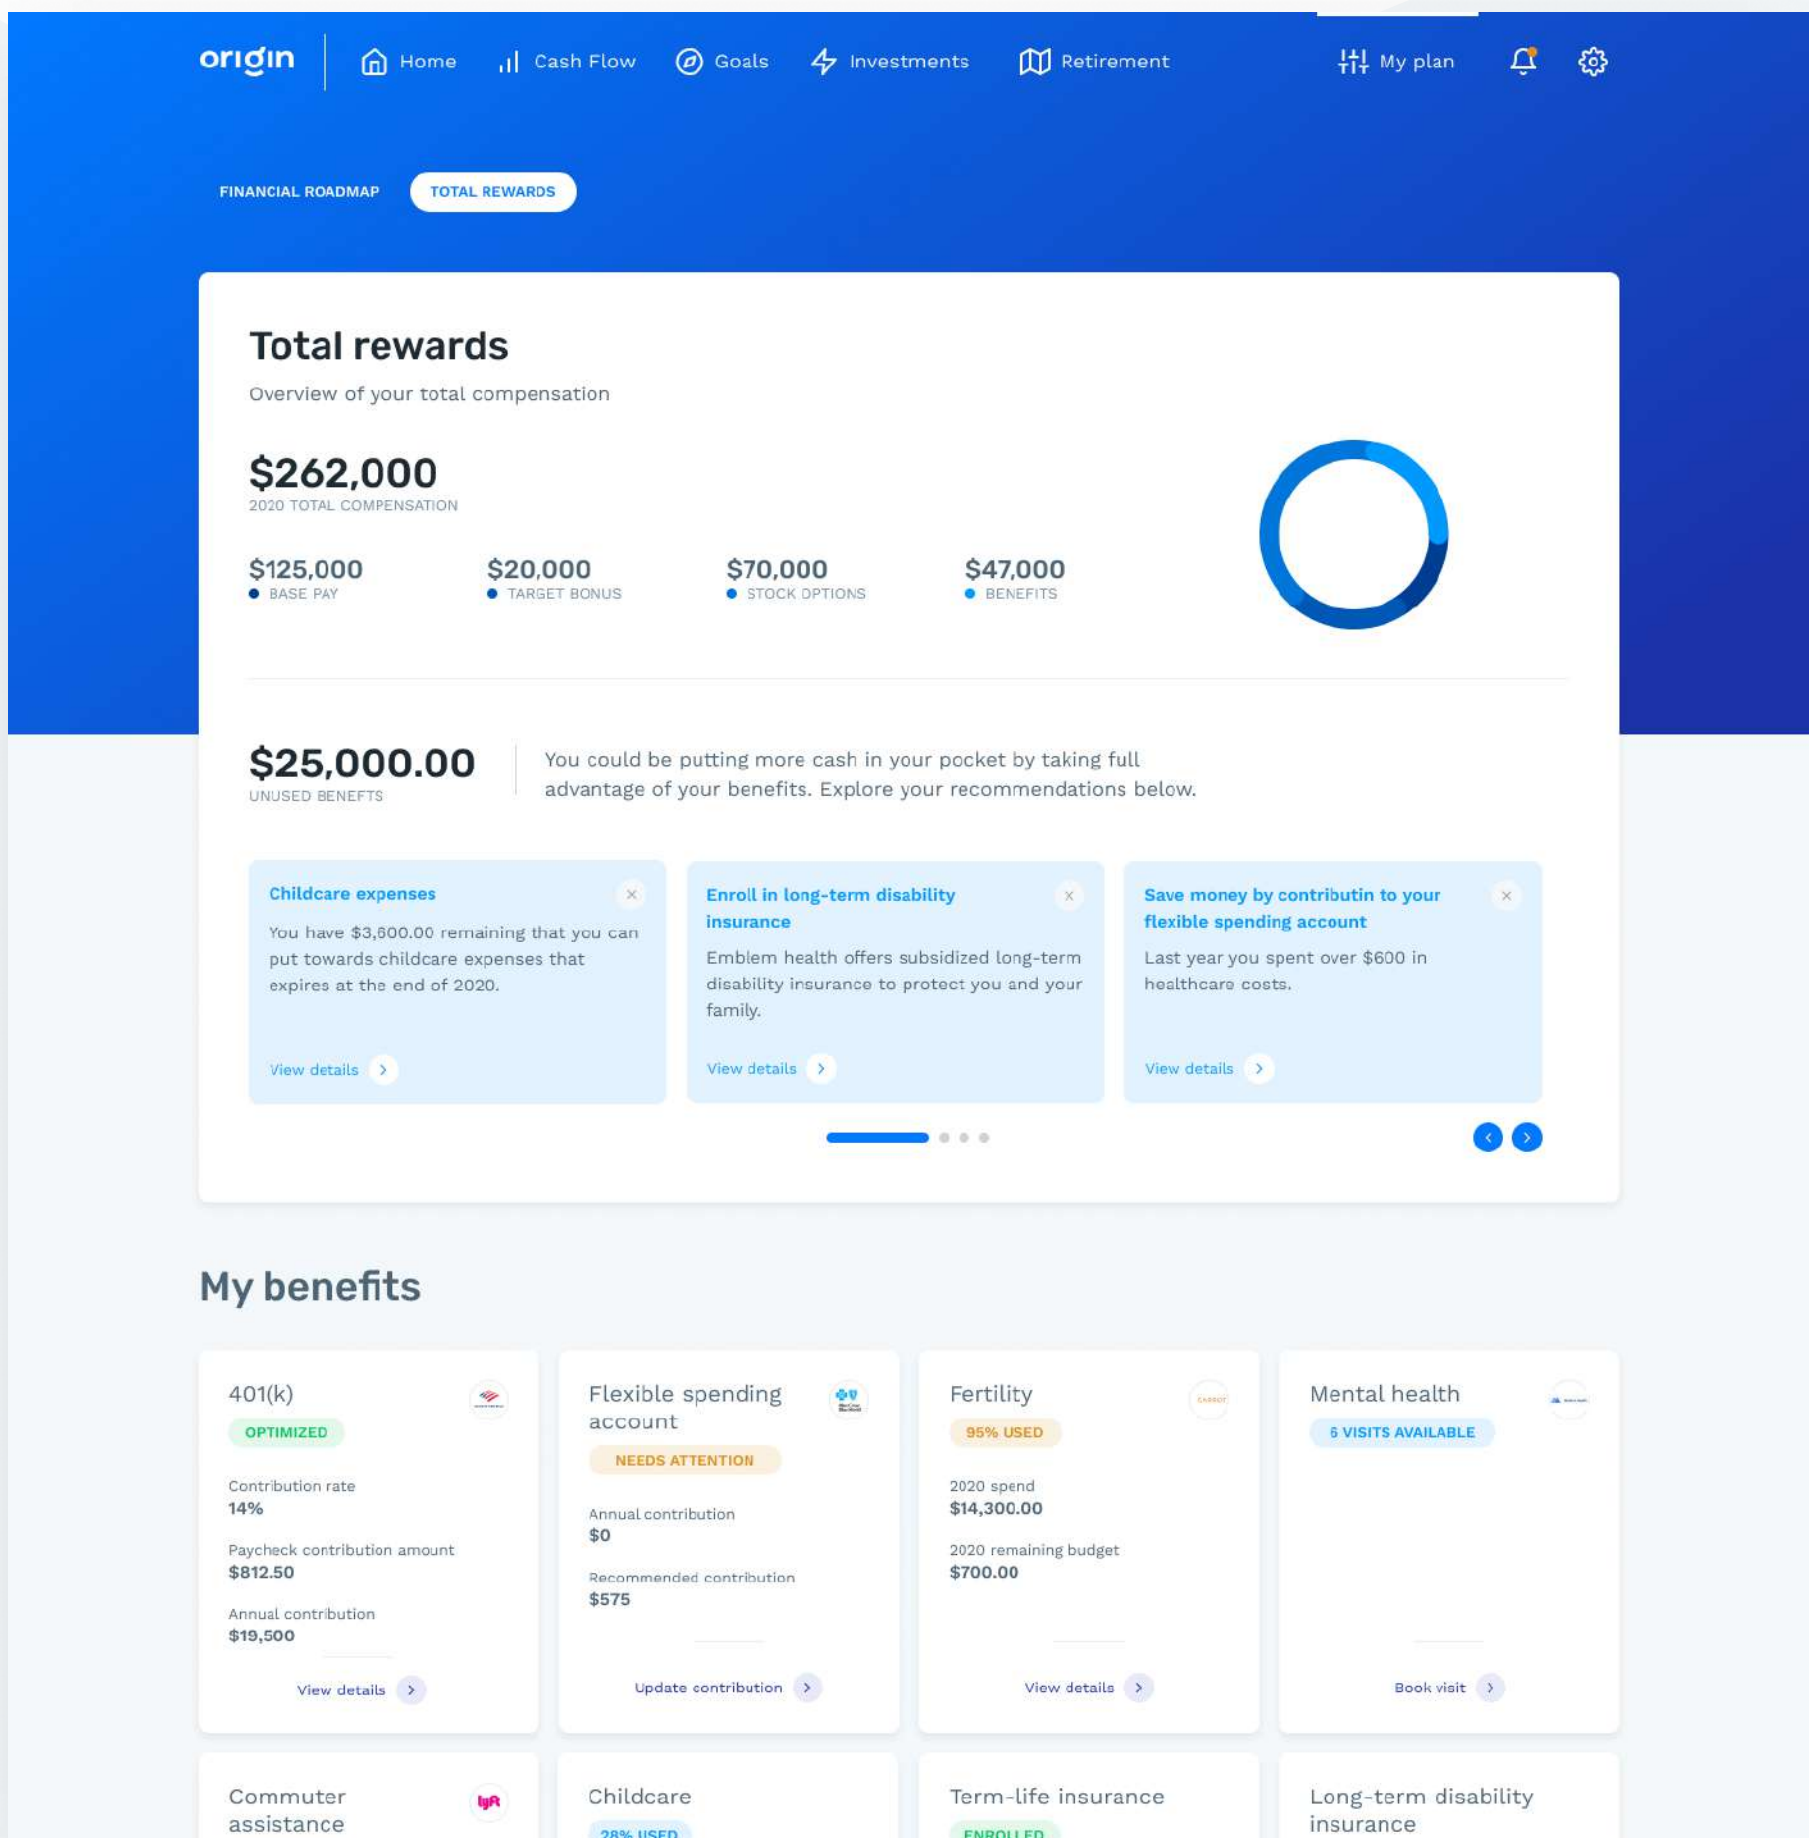 origin
Home
Cash Flow
Goals
Investments
Retirement
My plan
FINANCIAL ROADMAP
TOTAL REWARDS
Total rewards
Overview of your total compensation
$262,000
2020 TOTAL COMPENSATION
$125,000
BASE PAY
$20,000
TARGET BONUS
$70,000
STOCK OPTIONS
$47,000
BENEFITS
$25,000.00
UNUSED BENEFTS
You could be putting more cash in your pocket by taking full
advantage of your benefits. Explore your recommendations below.
Childcare expenses
You have $3,600.00 remaining that you can
put towards childcare expenses that
expires at the end of 2020.
View details
Enroll in long-term disability
insurance
Emblem health offers subsidized long-term
disability insurance to protect you and your
family.
View details
Save money by contributin to your
flexible spending account
Last year you spent over $600 in
healthcare costs.
View details
My benefits
401(k)
OPTIMIZED
Contribution rate
14%
Paycheck contribution amount
$812.50
Annual contribution
$19,500
View details
Flexible spending
account
NEEDS ATTENTION
Annual contribution
$0
Recommended contribution
$575
Update contribution
Fertility
CARROT
95% USED
2020 spend
$14,300.00
2020 remaining budget
$700.00
View details
Mental health
6 VISITS AVAILABLE
Book visit
Commuter
assistance
lyft
Childcare
28% USED
Term-life insurance
ENROLLED
Long-term disability
insurance